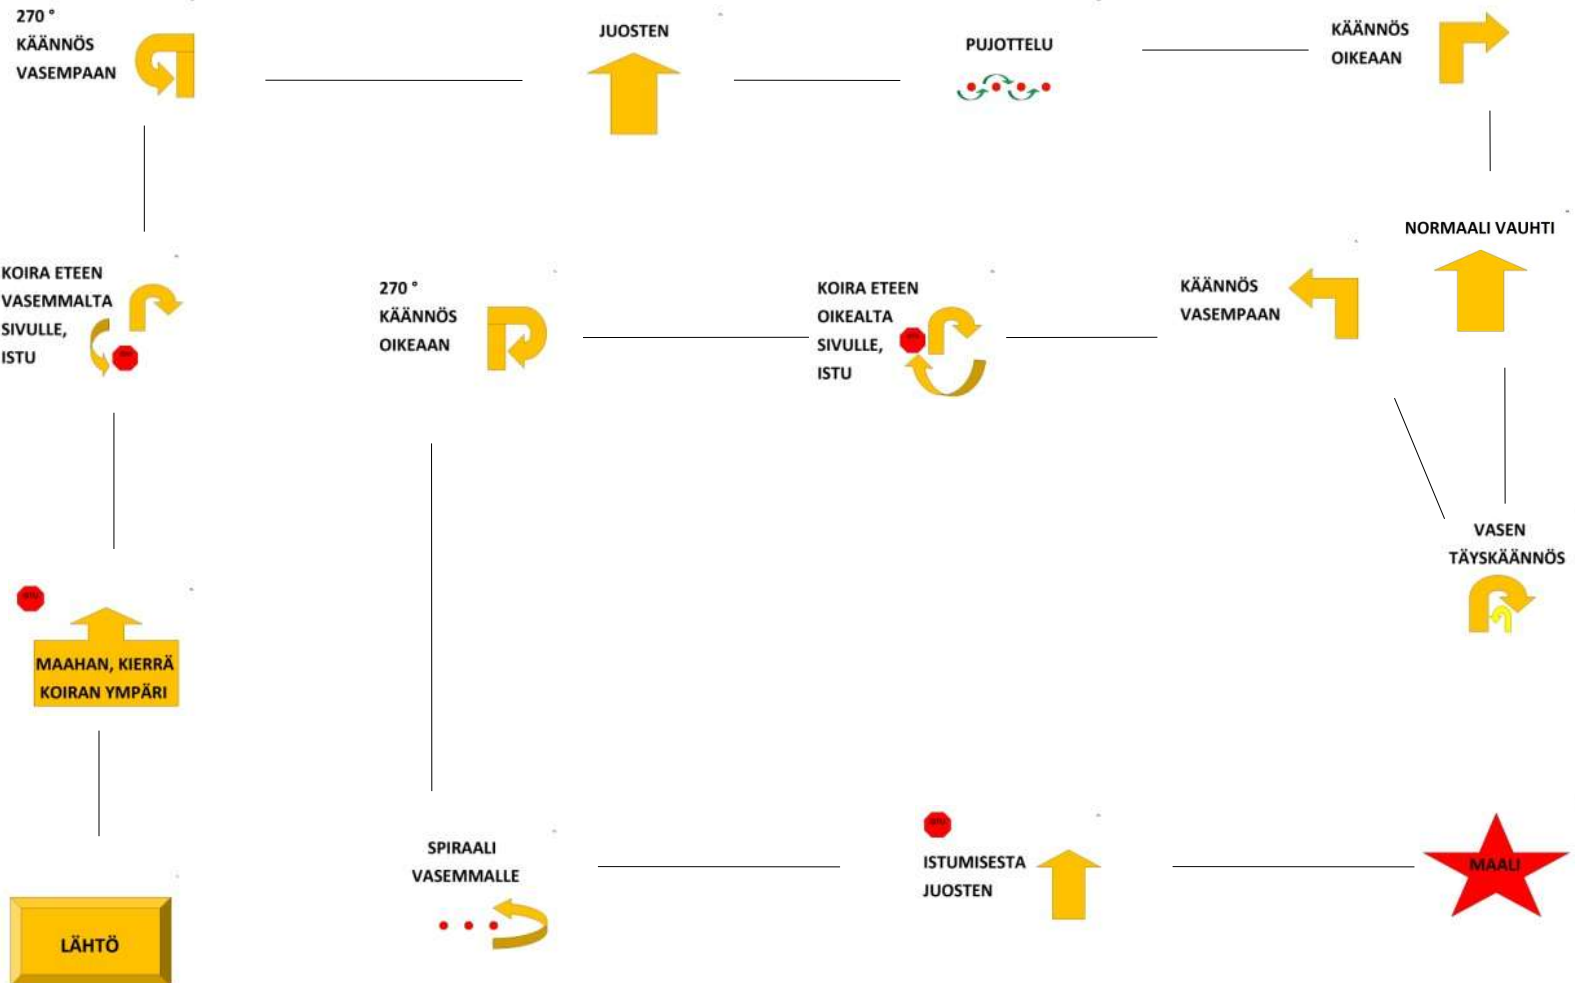 270 °
KÄÄNNÖS
VASEMPAAN
JUOSTEN
PUJOTTELU
KÄÄNNÖS
OIKEAAN
NORMAALI VAUHTI
KOIRA ETEEN
VASEMMALTA
SIVULLE,
ISTU
270 °
KÄÄNNÖS
OIKEAAN
KOIRA ETEEN
OIKEALTA
SIVULLE,
ISTU
KÄÄNNÖS
VASEMPAAN
VASEN
TÄYSKÄÄNNÖS
MAAHAN, KIERRÄ
KOIRAN YMPÄRI
SPIRAALI
VASEMMALLE
ISTUMISESTA
JUOSTEN
MAALI
LÄHTÖ